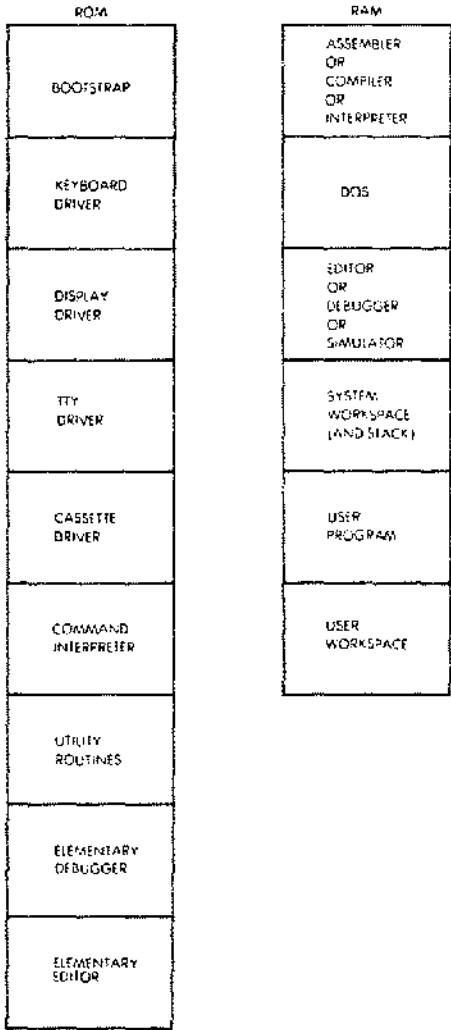 ROM
BOOTSTRAP
KEYBOARD
DRIVER
DISPLAY
DRIVER
TTY
DRIVER
CASSETTE
DRIVER
COMMAND
INTERPRETER
UTILITY
ROUTINES
ELEMENTARY
DEBUGGER
ELEMENTARY
EDITOR
RAM
ASSEMBLER
OR
COMPILER
OR
INTERPRETER
DOS
EDITOR
OR
DEBUGGER
OR
SIMULATOR
SYSTEM
WORKSPACE
(AND STACK)
USER
PROGRAM
USER
WORKSPACE